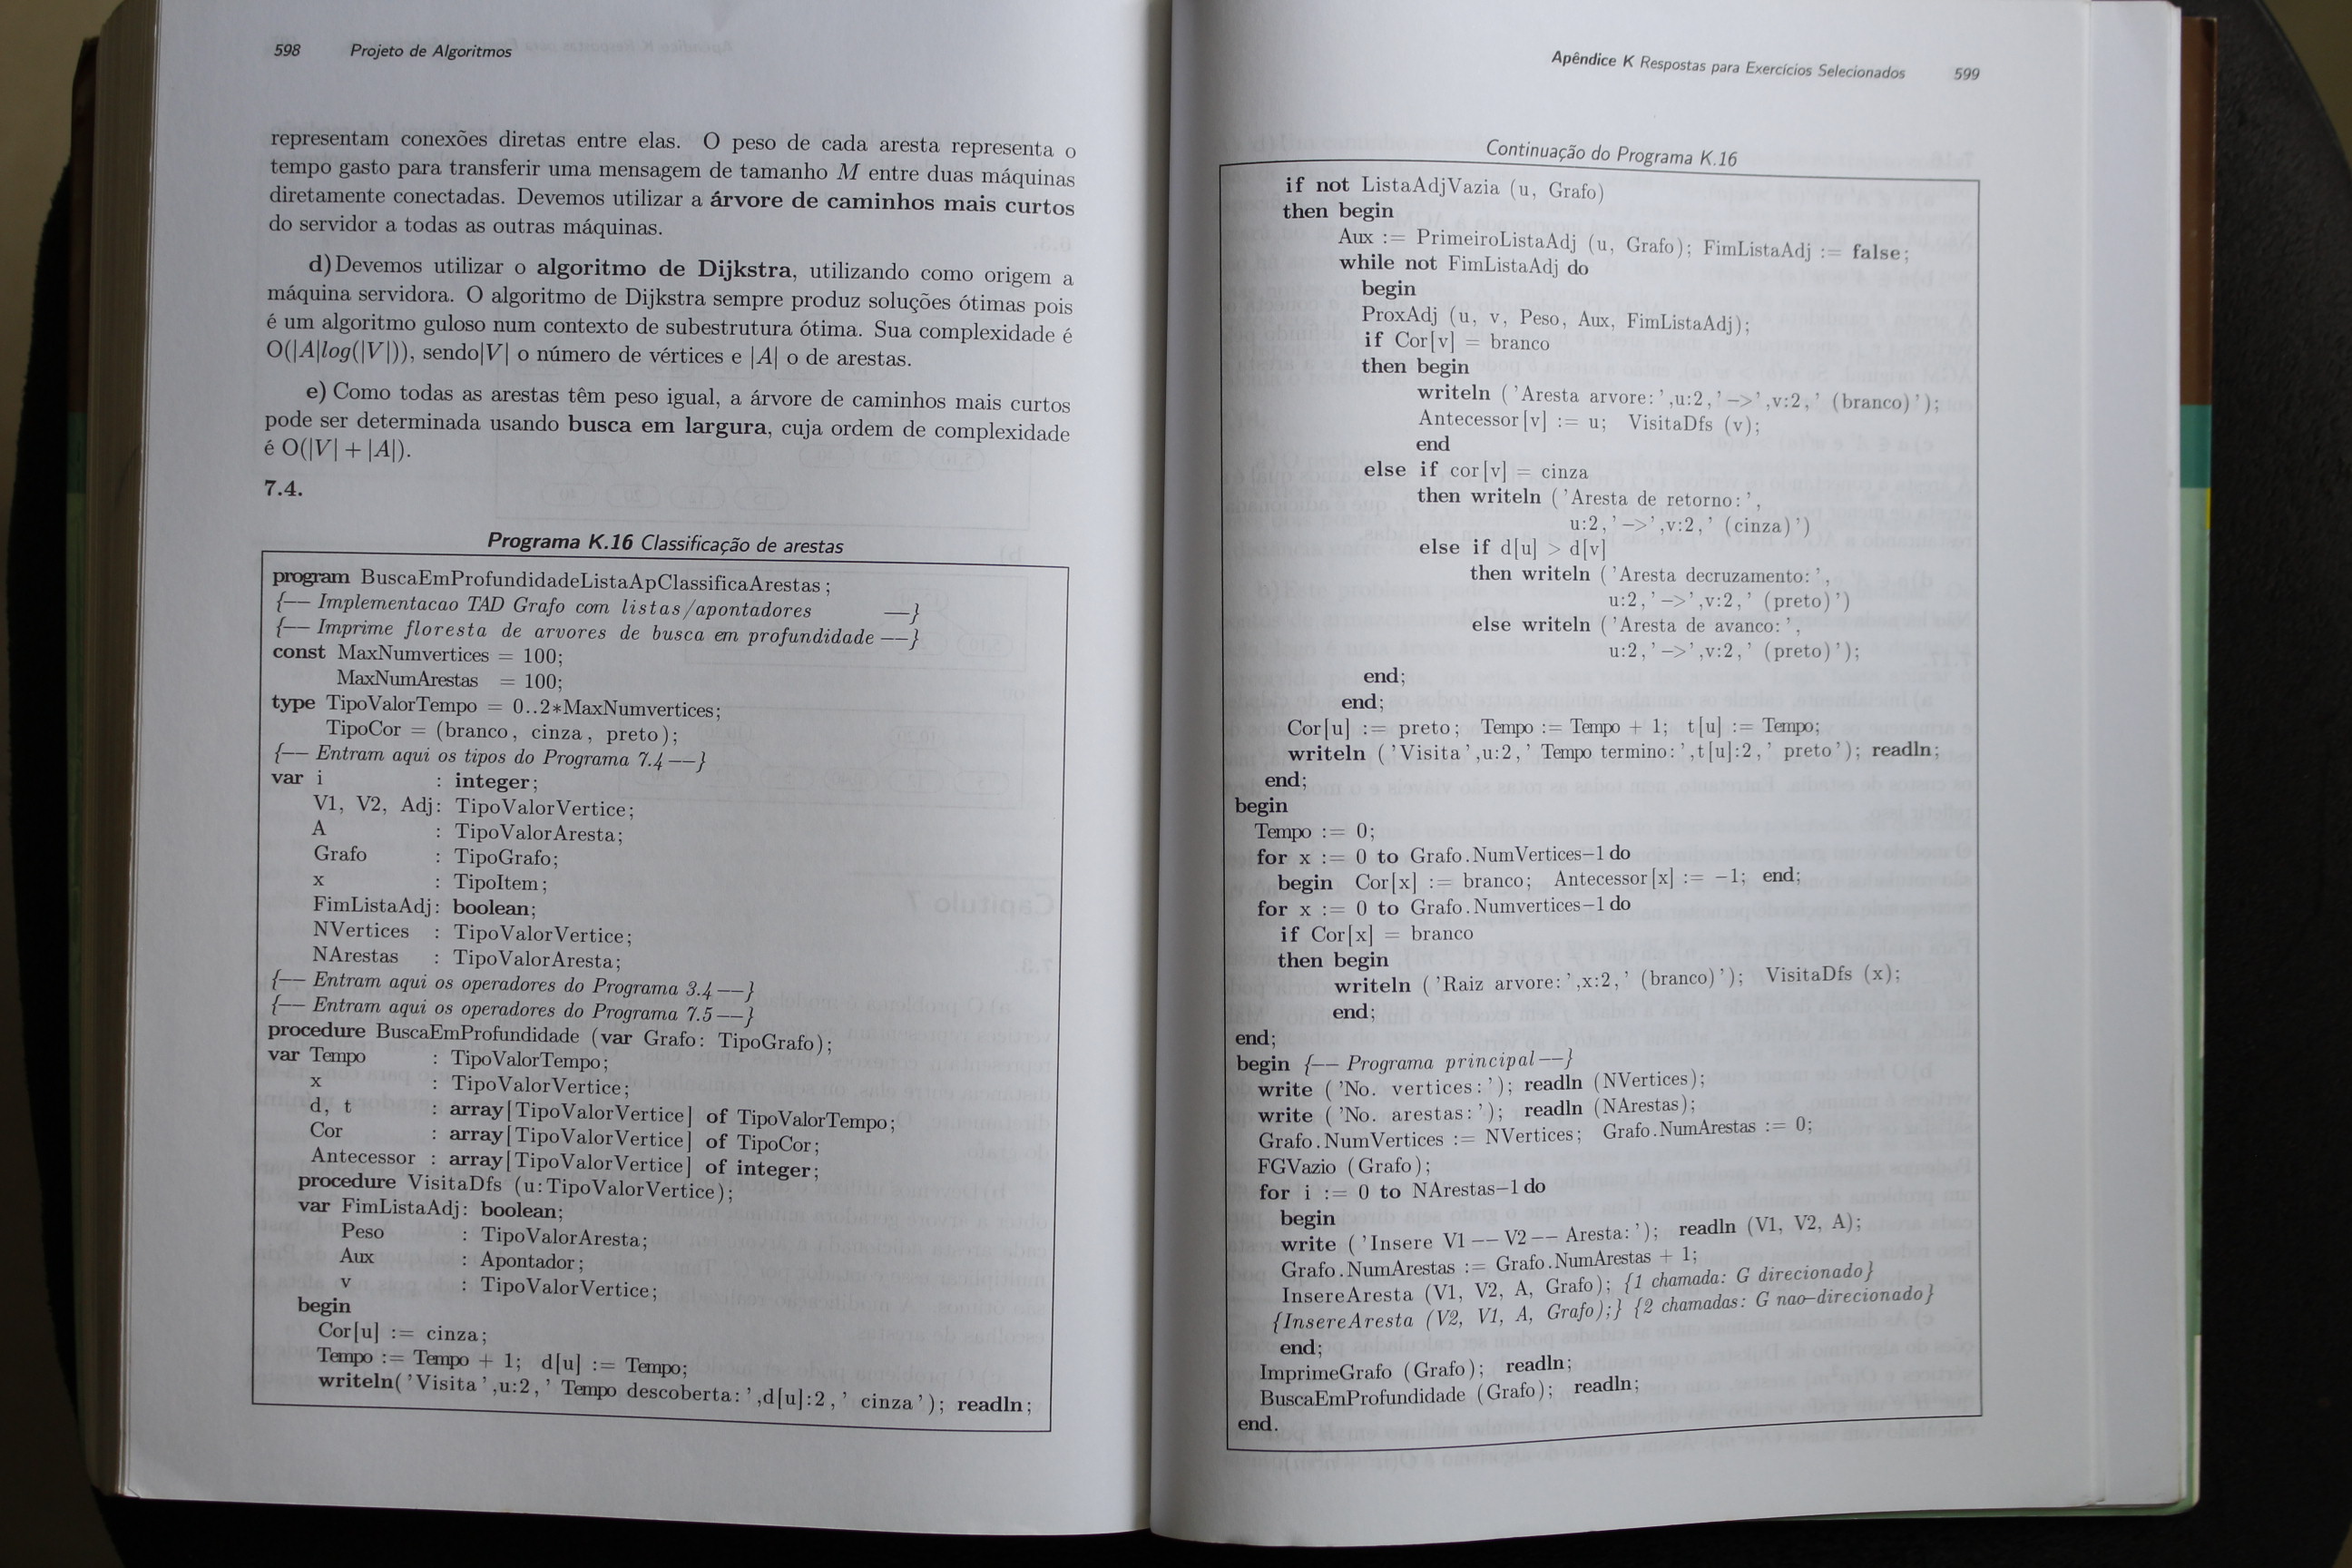 598 Projeto de Algoritmos
representam conexões diretas entre elas. O peso de cada aresta representa o
tempo gasto para transferir uma mensagem de tamanho M entre duas máquinas
diretamente conectadas. Devemos utilizar a árvore de caminhos mais curtos
do servidor a todas as outras máquinas.
d) Devemos utilizar o algoritmo de Dijkstra, utilizando como origem a
máquina servidora. O algoritmo de Dijkstra sempre produz soluções ótimas pois
é um algoritmo guloso num contexto de subestrutura ótima. Sua complexidade é
O(|A|log(|V|)), sendo|V| o número de vértices e |A| o de arestas.
e) Como todas as arestas têm peso igual, a árvore de caminhos mais curtos
pode ser determinada usando busca em largura, cuja ordem de complexidade
é O(|V| + |A|).
7.4.
Programa K.16 Classificação de arestas
program BuscaEmProfundidadeListaApClassificaArestas;
{-- Implementacao TAD Grafo com listas/apontadores --}
{-- Imprime floresta de arvores de busca em profundidade --}
const MaxNumvertices = 100;
MaxNumArestas = 100;
type TipoValorTempo = 0..2*MaxNumvertices;
TipoCor = (branco, cinza, preto);
{-- Entram aqui os tipos do Programa 7.4 --}
var i : integer;
V1, V2, Adj: TipoValorVertice;
A : TipoValorAresta;
Grafo : TipoGrafo;
x : TipoItem;
FimListaAdj: boolean;
NVertices : TipoValorVertice;
NArestas : TipoValorAresta;
{-- Entram aqui os operadores do Programa 3.4 --}
{-- Entram aqui os operadores do Programa 7.5 --}
procedure BuscaEmProfundidade (var Grafo: TipoGrafo);
var Tempo : TipoValorTempo;
x : TipoValorVertice;
d, t : array[TipoValorVertice] of TipoValorTempo;
Cor : array[TipoValorVertice] of TipoCor;
Antecessor : array[TipoValorVertice] of integer;
procedure VisitaDfs (u: TipoValorVertice);
var FimListaAdj: boolean;
Peso : TipoValorAresta;
Aux : Apontador;
v : TipoValorVertice;
begin
Cor[u] := cinza;
Tempo := Tempo + 1; d[u] := Tempo;
writeln('Visita',u:2,' Tempo descoberta:',d[u]:2,' cinza'); readln;
Apêndice K Respostas para Exercícios Selecionados 599
Continuação do Programa K.16
if not ListaAdjVazia (u, Grafo)
then begin
Aux := PrimeiroListaAdj (u, Grafo); FimListaAdj := false;
while not FimListaAdj do
begin
ProxAdj (u, v, Peso, Aux, FimListaAdj);
if Cor[v] = branco
then begin
writeln ('Aresta arvore:',u:2,'->',v:2,' (branco)');
Antecessor[v] := u; VisitaDfs (v);
end
else if cor[v] = cinza
then writeln ('Aresta de retorno:',
u:2,'->',v:2,' (cinza)')
else if d[u] > d[v]
then writeln ('Aresta decruzamento:',
u:2,'->',v:2,' (preto)')
else writeln ('Aresta de avanco:',
u:2,'->',v:2,' (preto)');
end;
end;
Cor[u] := preto; Tempo := Tempo + 1; t[u] := Tempo;
writeln ('Visita',u:2,' Tempo termino:',t[u]:2,' preto'); readln;
end;
begin
Tempo := 0;
for x := 0 to Grafo.NumVertices-1 do
begin Cor[x] := branco; Antecessor[x] := -1; end;
for x := 0 to Grafo.Numvertices-1 do
if Cor[x] = branco
then begin
writeln ('Raiz arvore:',x:2,' (branco)'); VisitaDfs (x);
end;
end;
begin {-- Programa principal --}
write ('No. vertices:'); readln (NVertices);
write ('No. arestas:'); readln (NArestas);
Grafo.NumVertices := NVertices; Grafo.NumArestas := 0;
FGVazio (Grafo);
for i := 0 to NArestas-1 do
begin
write ('Insere V1 -- V2 -- Aresta:'); readln (V1, V2, A);
Grafo.NumArestas := Grafo.NumArestas + 1;
InsereAresta (V1, V2, A, Grafo); {1 chamada: G direcionado}
{InsereAresta (V2, V1, A, Grafo);} {2 chamadas: G nao-direcionado}
end;
ImprimeGrafo (Grafo); readln;
BuscaEmProfundidade (Grafo); readln;
end.